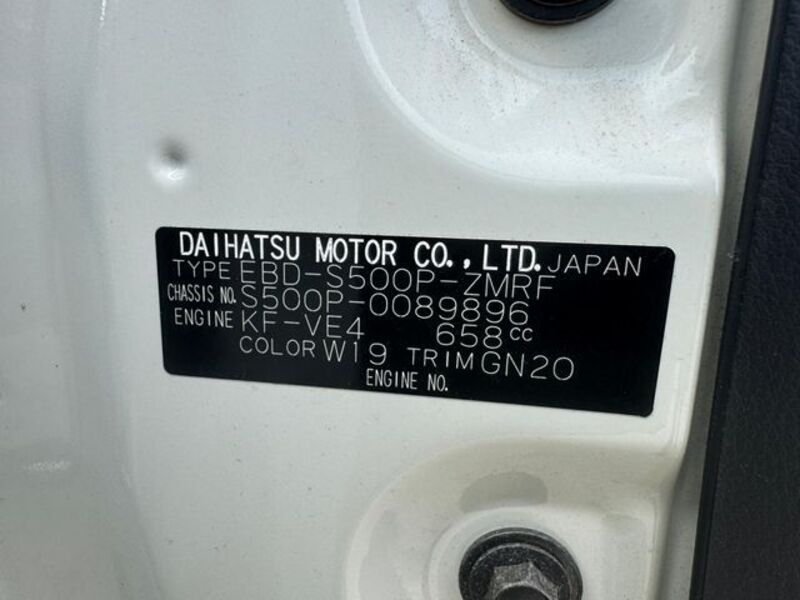 DAIHATSU MOTOR CO., LTD. JAPAN
TYPE EBD-S500P-ZMRF
CHASSIS NO. S500P-0089896
ENGINE KF-VE4 658cc
COLOR W19 TRIM GN20
ENGINE NO.